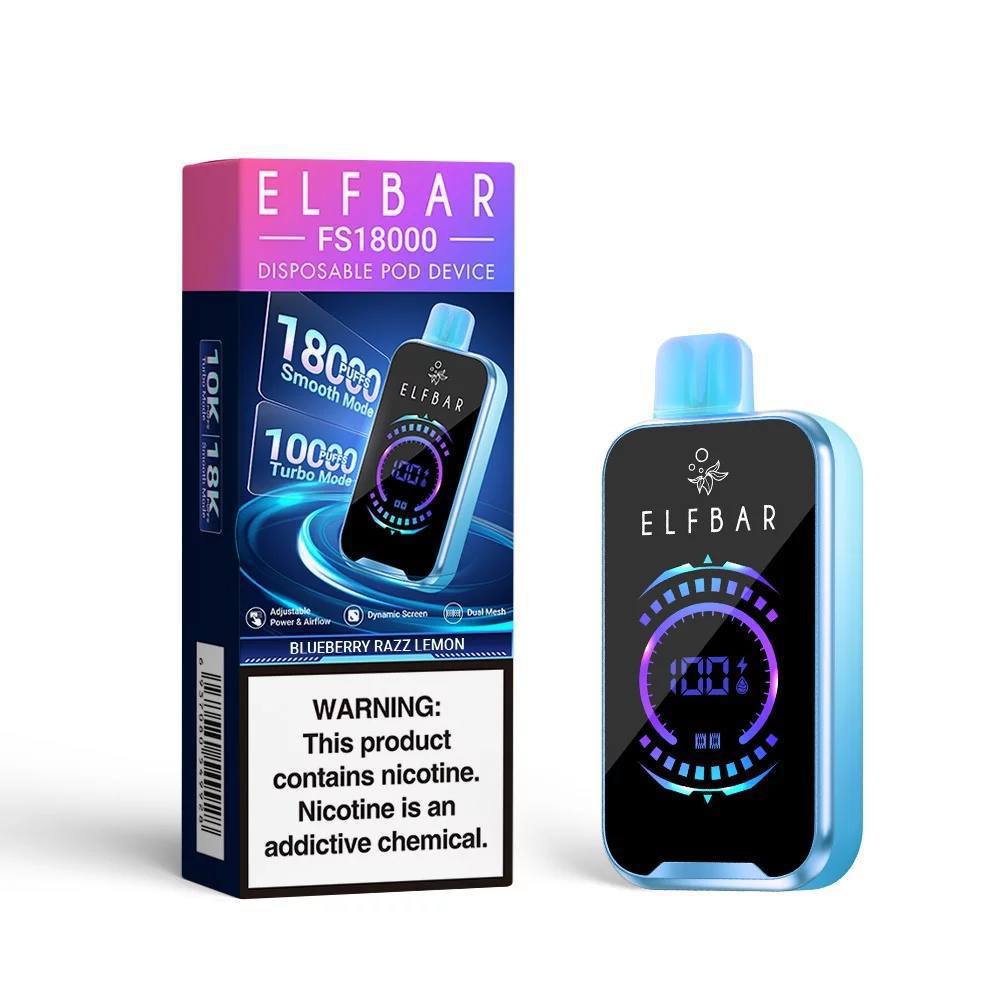 ELFBAR
FS18000
DISPOSABLE POD DEVICE
18000
PUFFS
Smooth Mode
10000
PUFFS
Turbo Mode
ELFBAR
100
Adjustable
Power & Airflow
Dynamic Screen
Dual Mesh
BLUEBERRY RAZZ LEMON
WARNING:
This product
contains nicotine.
Nicotine is an
addictive chemical.
10K
Turbo Mode
18K
Smooth Mode
ELFBAR
100